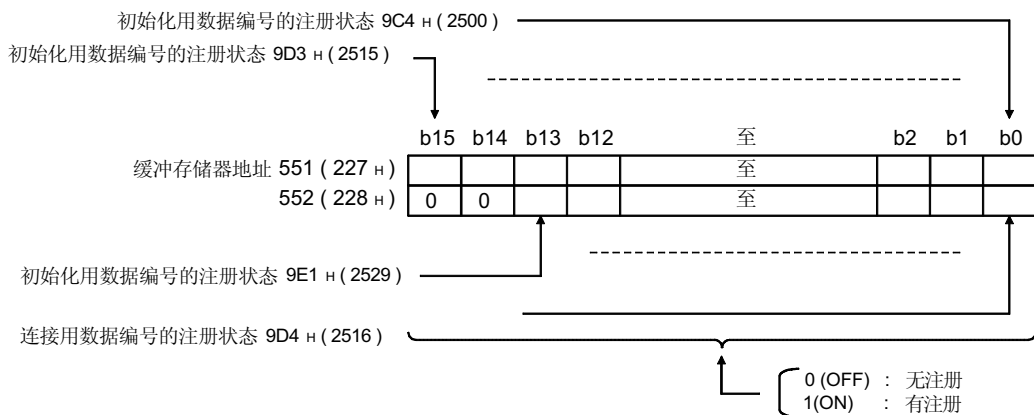 初始化用数据编号的注册状态 9C4 H (2500)
初始化用数据编号的注册状态 9D3 H (2515)
b15 b14 b13 b12 至 b2 b1 b0
缓冲存储器地址 551 (227 H) 至
552 (228 H) 0 0 至
初始化用数据编号的注册状态 9E1 H (2529)
连接用数据编号的注册状态 9D4 H (2516)
0 (OFF) : 无注册
1(ON) : 有注册